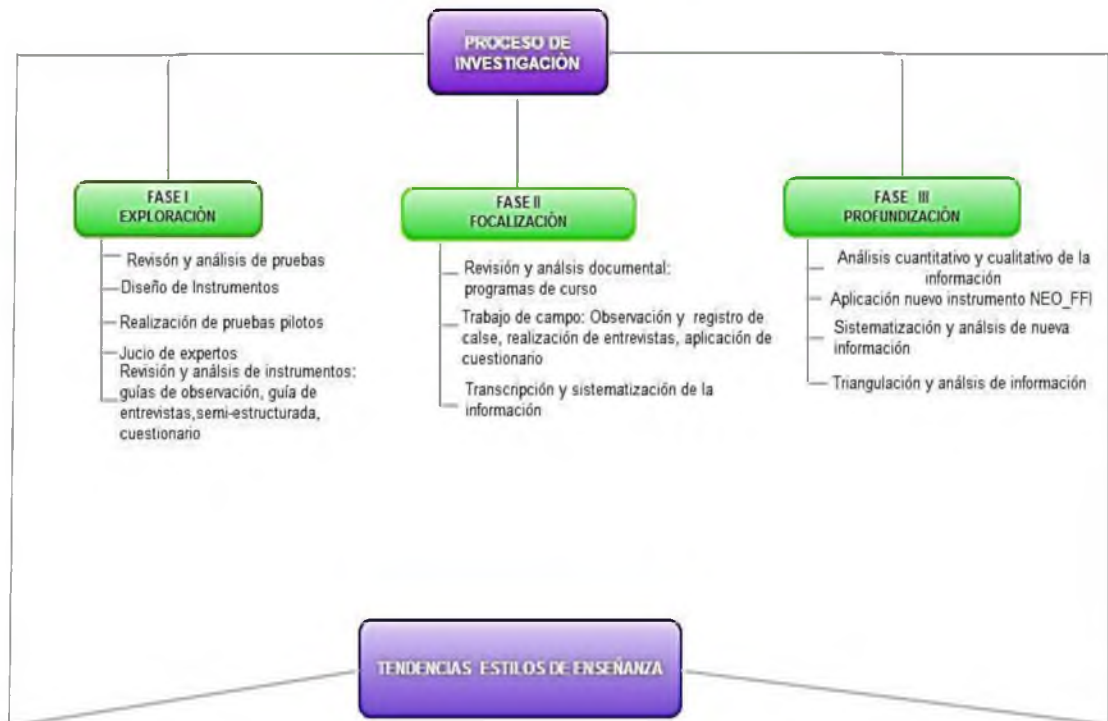 PROCESO DE
INVESTIGACIÓN
FASE I
EXPLORACIÓN
Revisón y análisis de pruebas
Diseño de Instrumentos
Realización de pruebas pilotos
Jucio de expertos
Revisión y análsis de instrumentos:
guías de observación, guía de
entrevistas,semi-estructurada,
cuestionario
FASE II
FOCALIZACIÓN
Revisión y análsis documental:
programas de curso
Trabajo de campo: Observación y registro de
calse, realización de entrevistas, aplicación de
cuestionario
Transcripción y sistematización de la
información
FASE III
PROFUNDIZACIÓN
Análisis cuantitativo y cualitativo de la
información
Aplicación nuevo instrumento NEO_FFI
Sistematización y análsis de nueva
información
Triangulación y análsis de información
TENDENCIAS ESTILOS DE ENSEÑANZA